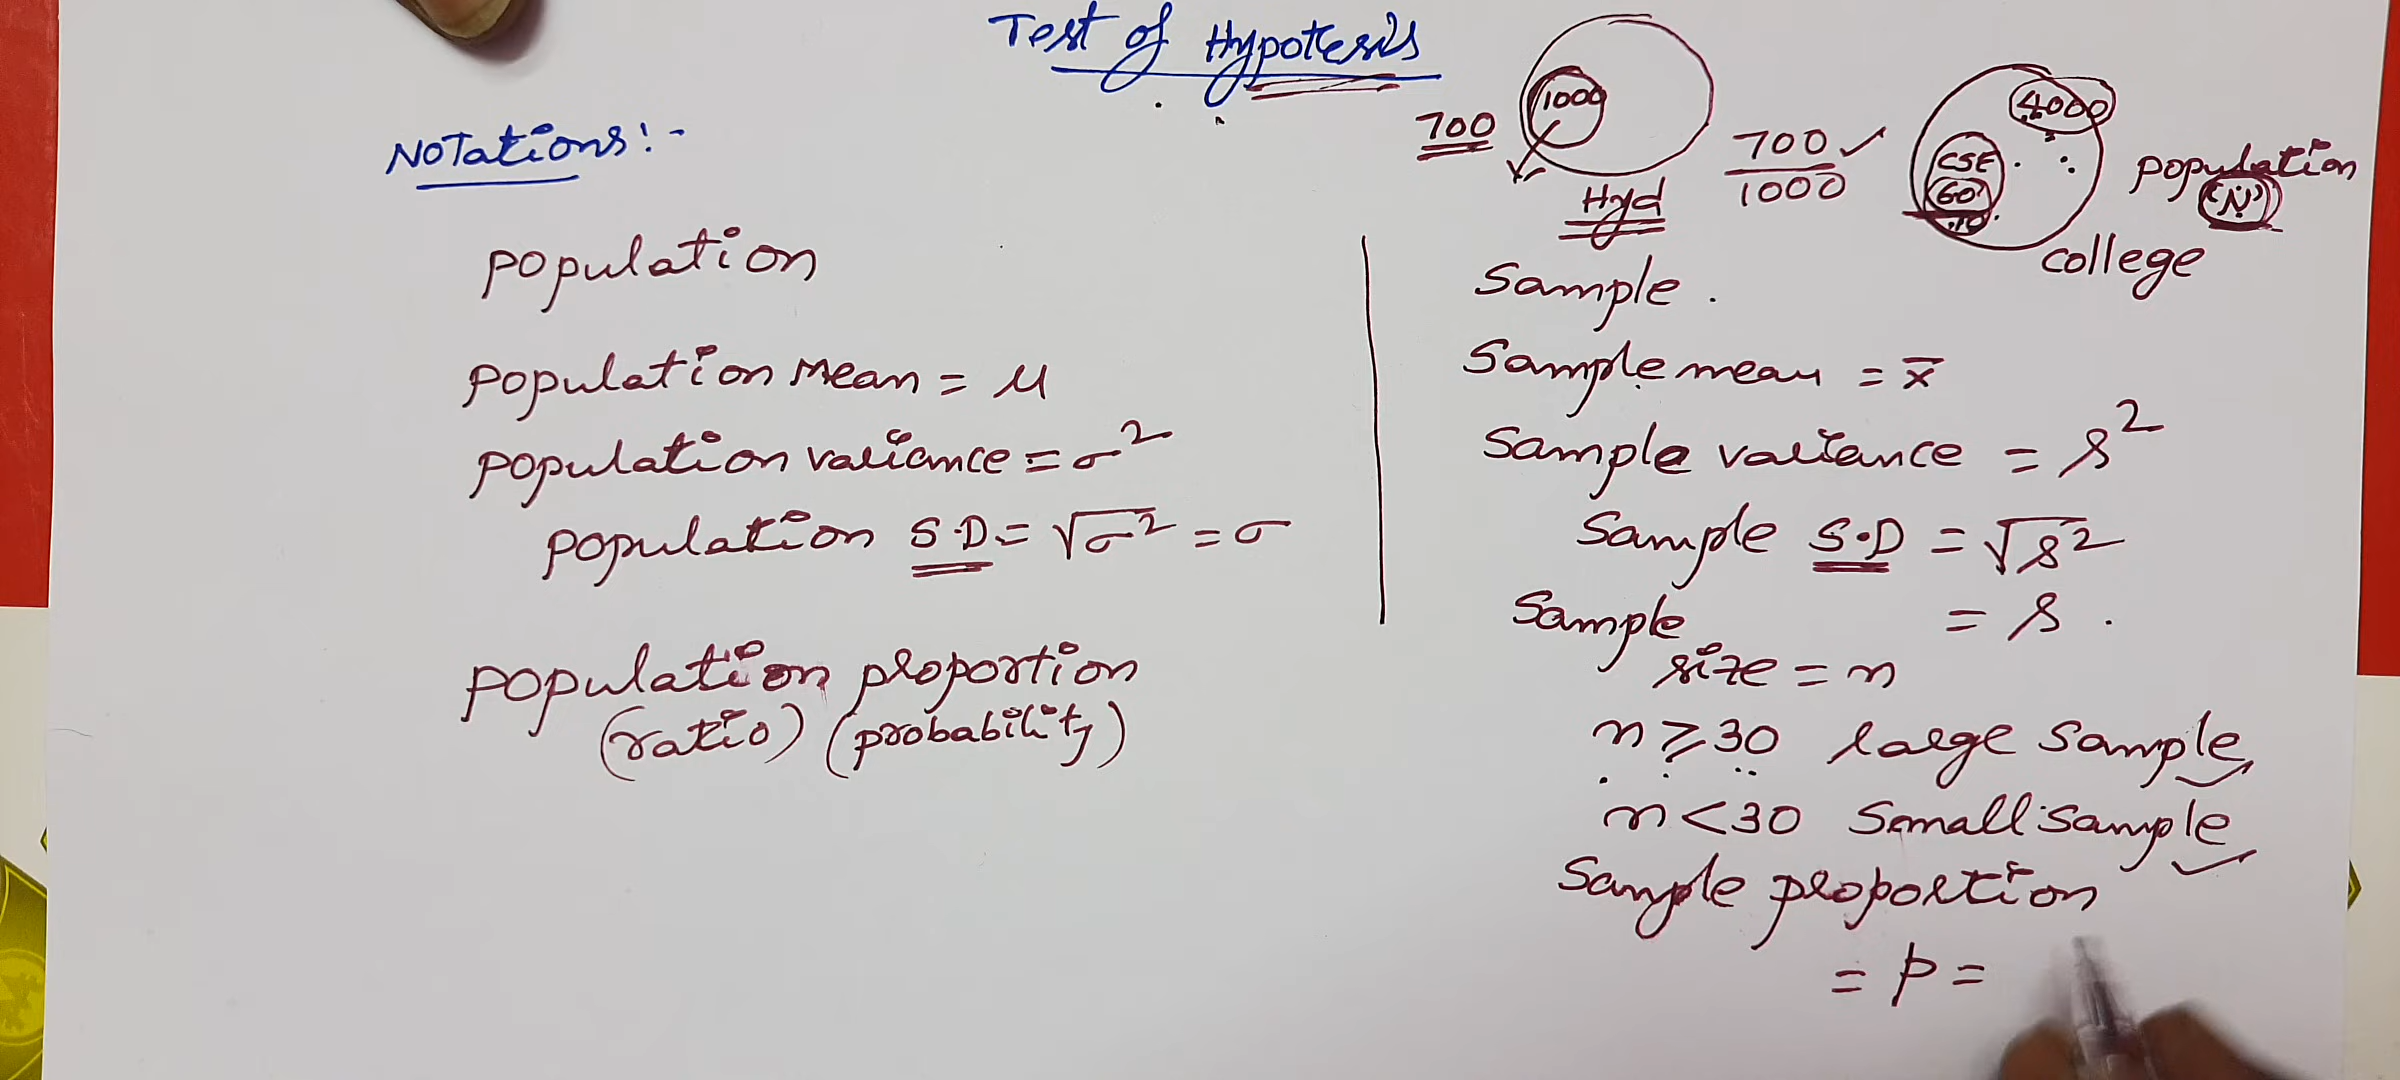 Test of Hypotesis
1000
700
Hyd
700
1000
4000
CSE
60
10
population
(N)
college
NOTations:-
population
population Mean = μ
population variance = σ²
population S.D = √σ² = σ
population proportion
(ratio) (probability)
Sample .
Sample mean = x̄
Sample variance = s²
Sample S.D = √s²
= s .
Sample
size = n
n ≥ 30 large Sample
n < 30 Small Sample
Sample proportion
= p =